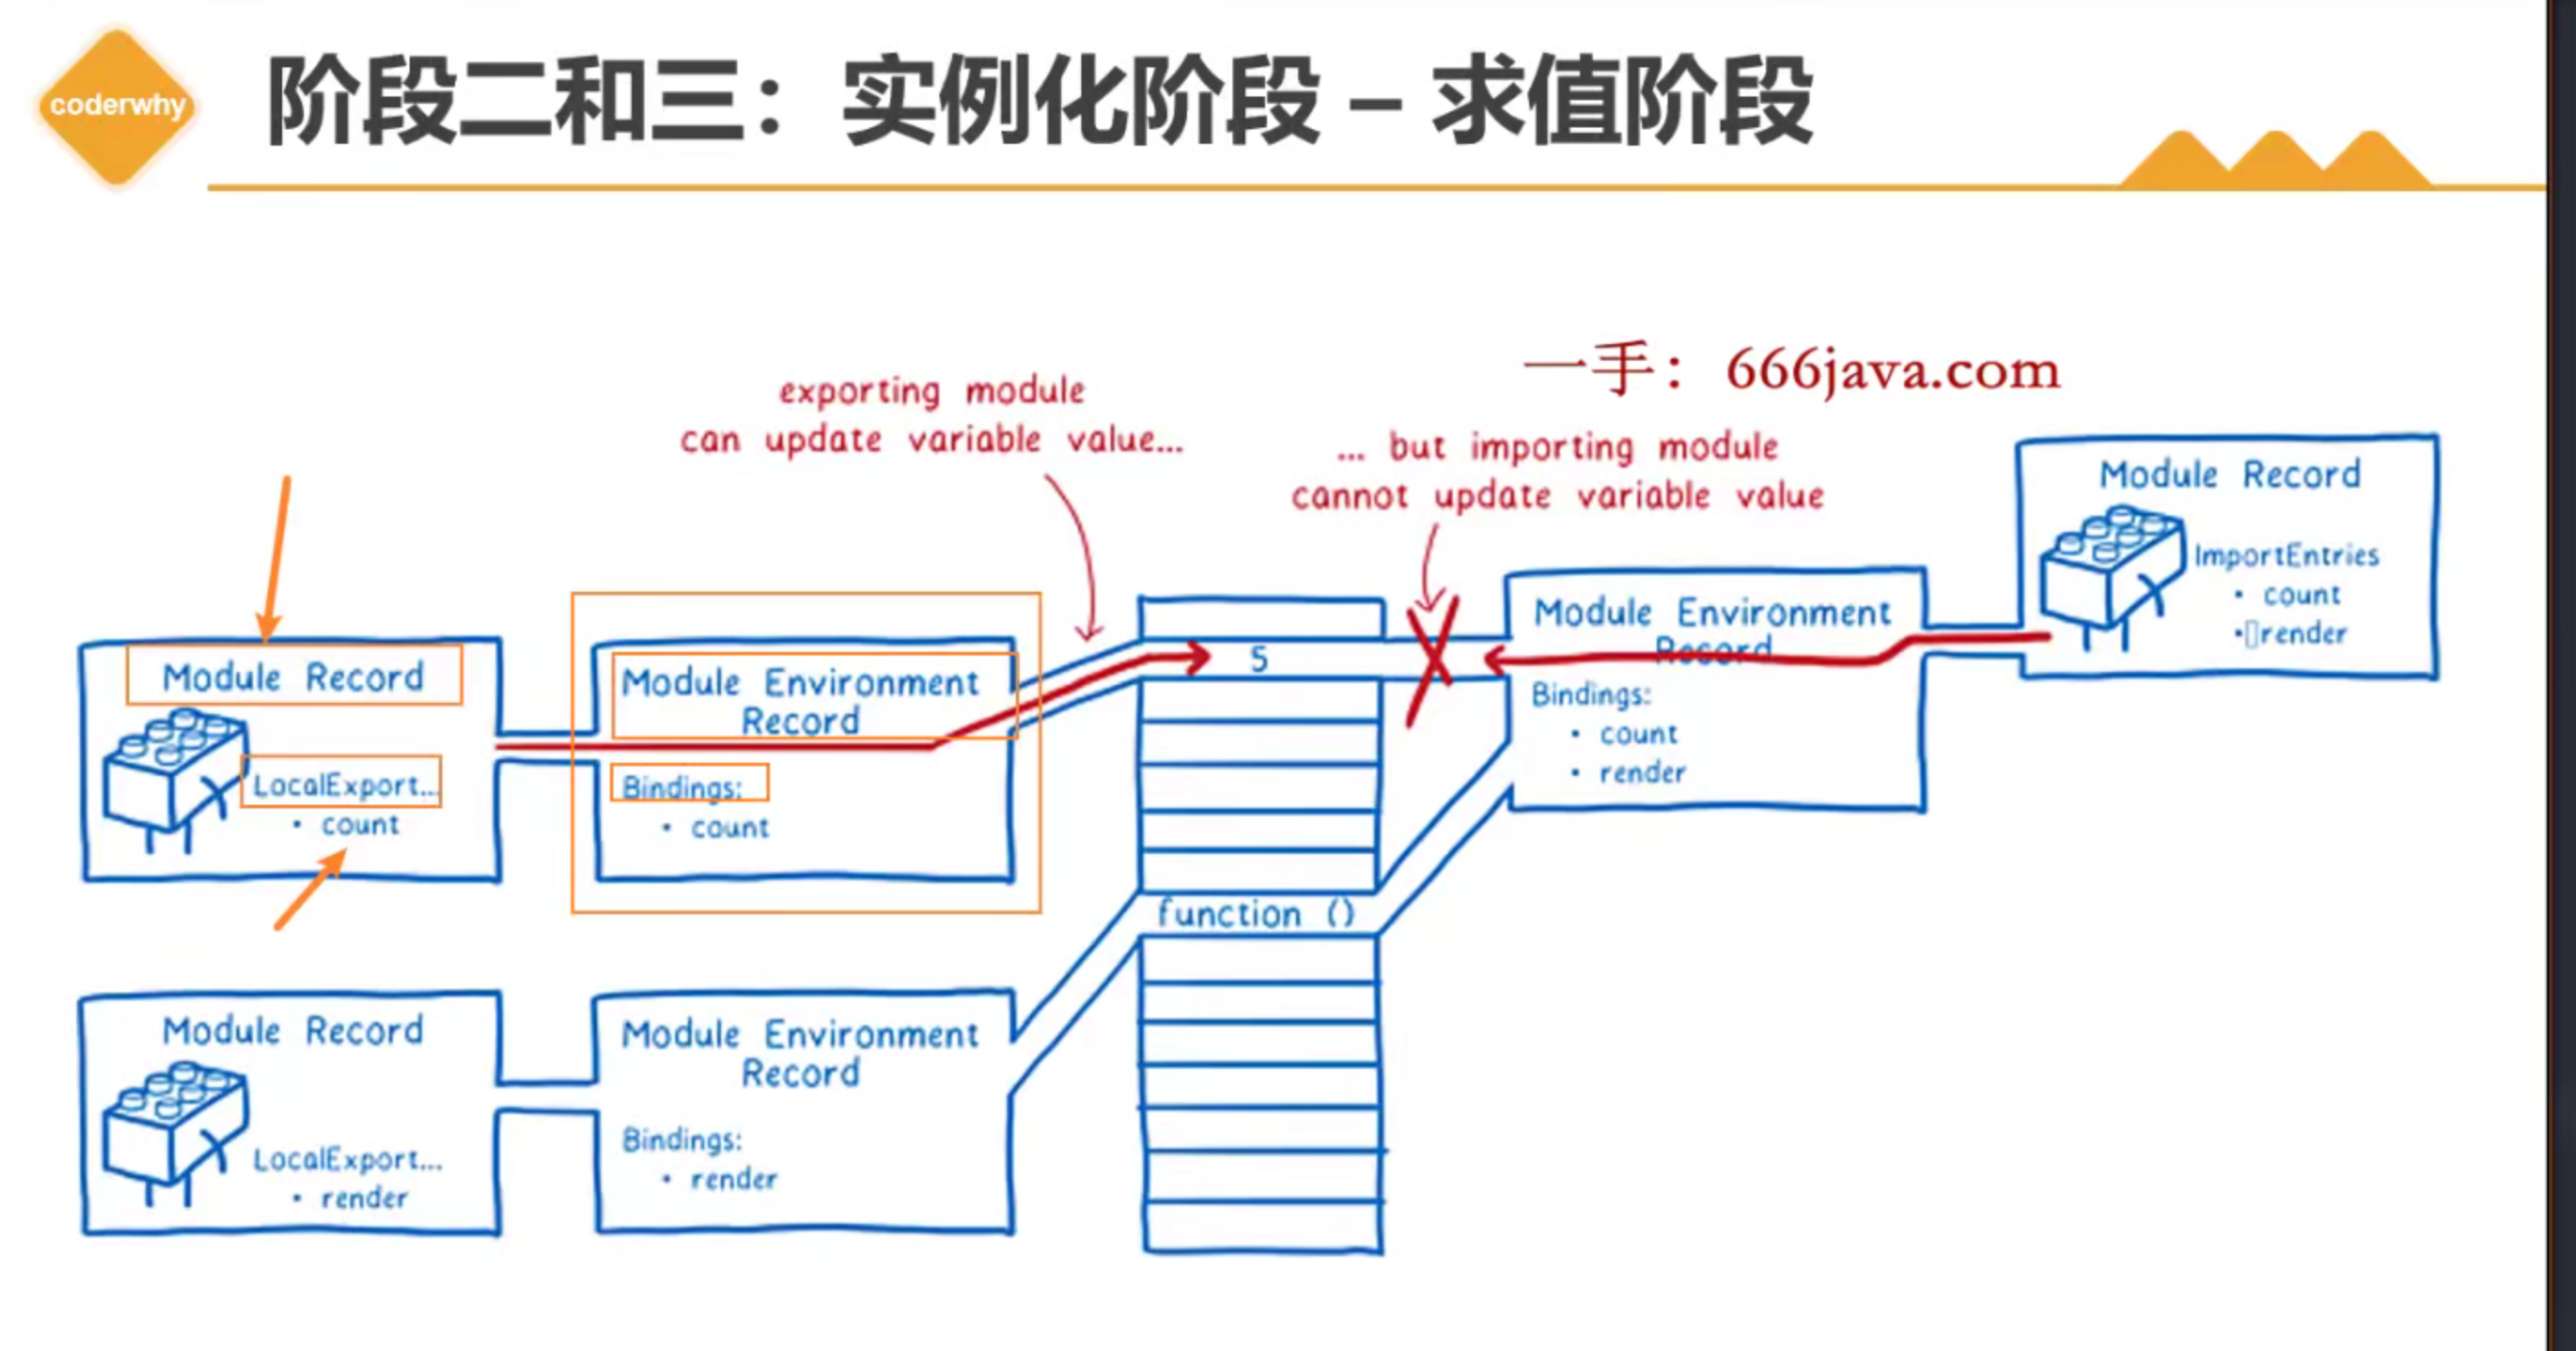 coderwhy
阶段二和三：实例化阶段 – 求值阶段
一手：666java.com
exporting module
can update variable value...
... but importing module
cannot update variable value
Module Record
ImportEntries
• count
•▯render
Module Environment
Record
Bindings:
• count
• render
5
Module Record
LocalExport...
• count
Module Environment
Record
Bindings:
• count
function ()
Module Record
LocalExport...
• render
Module Environment
Record
Bindings:
• render